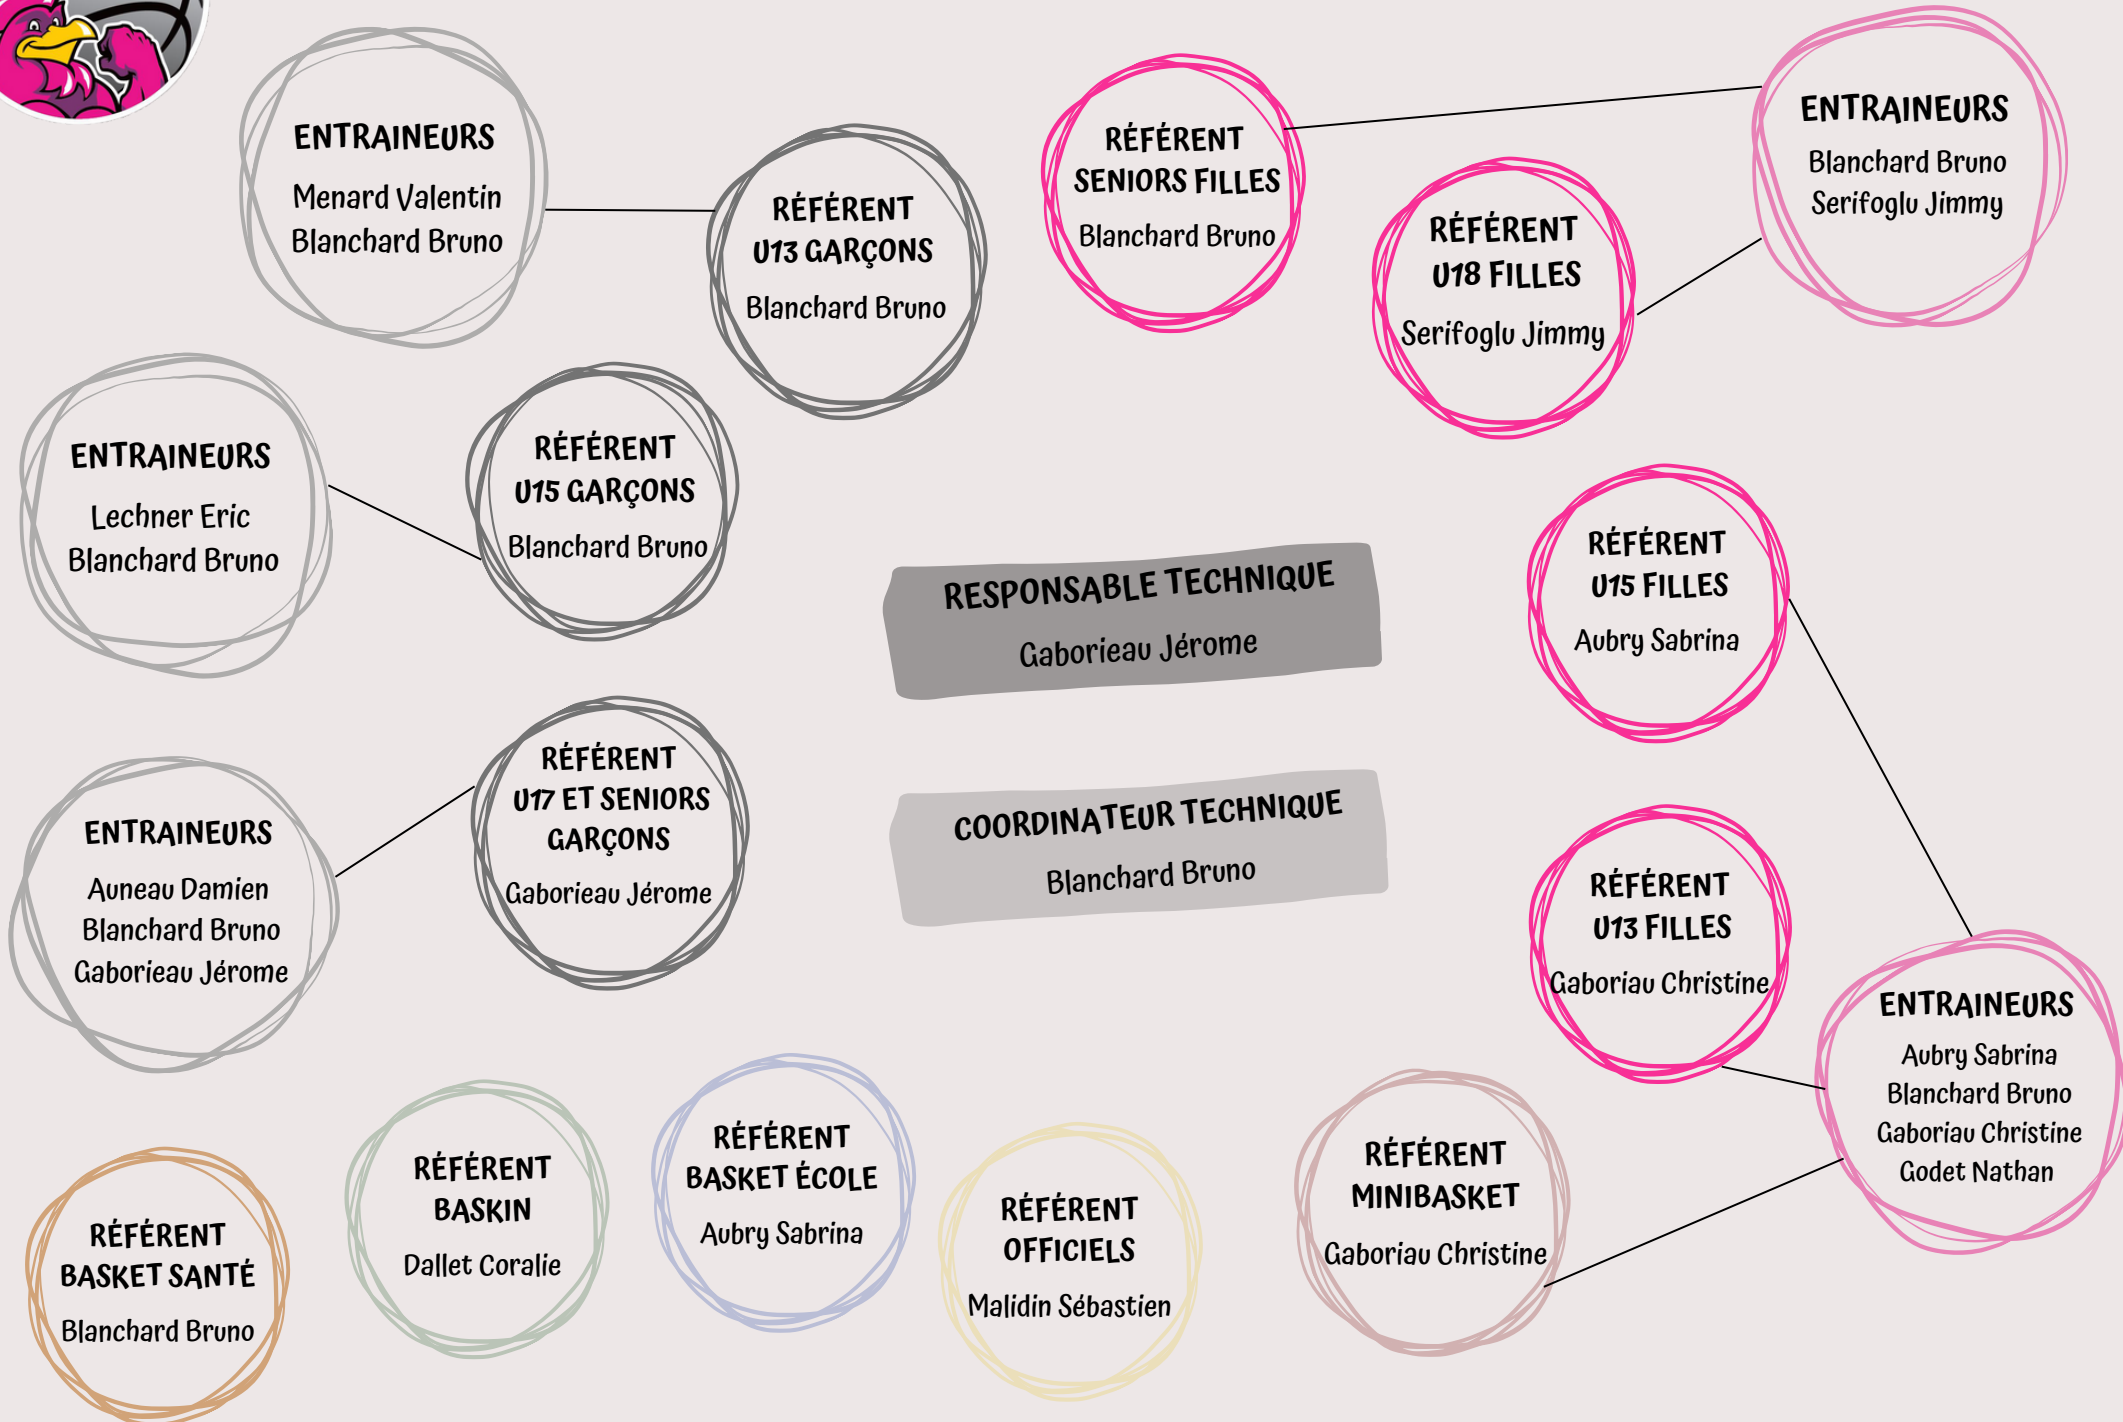 ENTRAINEURS
Menard Valentin
Blanchard Bruno
RÉFÉRENT
U13 GARÇONS
Blanchard Bruno
RÉFÉRENT
SENIORS FILLES
Blanchard Bruno
RÉFÉRENT
U18 FILLES
Serifoglu Jimmy
ENTRAINEURS
Blanchard Bruno
Serifoglu Jimmy
ENTRAINEURS
Lechner Eric
Blanchard Bruno
RÉFÉRENT
U15 GARÇONS
Blanchard Bruno
RESPONSABLE TECHNIQUE
Gaborieau Jérome
RÉFÉRENT
U15 FILLES
Aubry Sabrina
ENTRAINEURS
Auneau Damien
Blanchard Bruno
Gaborieau Jérome
RÉFÉRENT
U17 ET SENIORS
GARÇONS
Gaborieau Jérome
COORDINATEUR TECHNIQUE
Blanchard Bruno
RÉFÉRENT
U13 FILLES
Gaboriau Christine
ENTRAINEURS
Aubry Sabrina
Blanchard Bruno
Gaboriau Christine
Godet Nathan
RÉFÉRENT
BASKET SANTÉ
Blanchard Bruno
RÉFÉRENT
BASKIN
Dallet Coralie
RÉFÉRENT
BASKET ÉCOLE
Aubry Sabrina
RÉFÉRENT
OFFICIELS
Malidin Sébastien
RÉFÉRENT
MINIBASKET
Gaboriau Christine